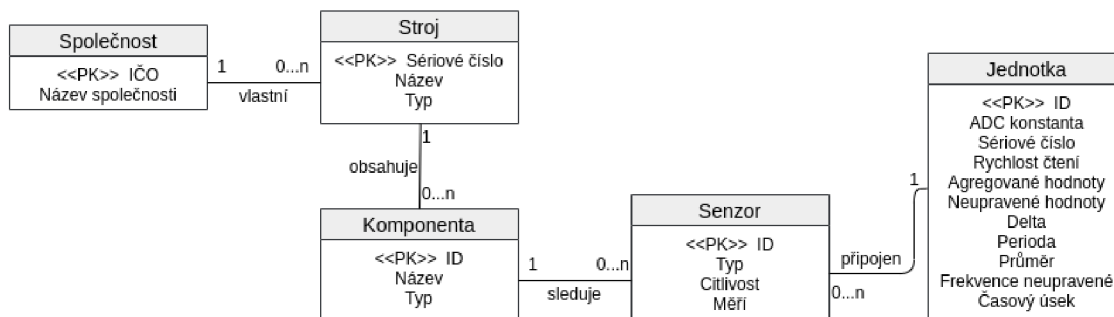 Společnost
<<PK>> IČO
Název společnosti
1
0...n
vlastní
Stroj
<<PK>> Sériové číslo
Název
Typ
1
obsahuje
0...n
Komponenta
<<PK>> ID
Název
Typ
1
0...n
sleduje
Senzor
<<PK>> ID
Typ
Citlivost
Měří
připojen
0...n
1
Jednotka
<<PK>> ID
ADC konstanta
Sériové číslo
Rychlost čtení
Agregované hodnoty
Neupravené hodnoty
Delta
Perioda
Průměr
Frekvence neupravené
Časový úsek